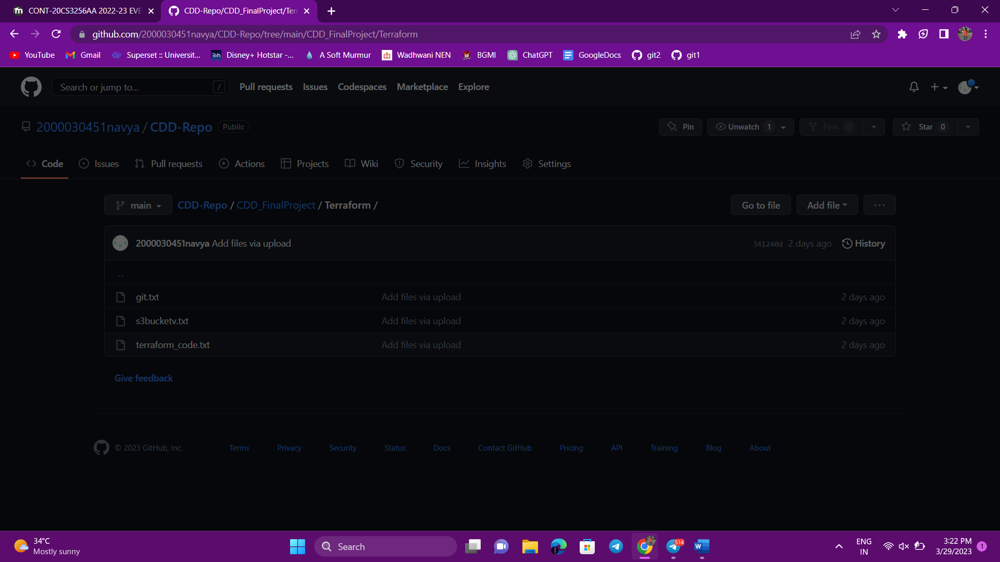 CONT-20CS3256AA 2022-23 EVE
CDD-Repo/CDD_FinalProject/Terr
github.com/2000030451navya/CDD-Repo/tree/main/CDD_FinalProject/Terraform
YouTube Gmail Superset :: Universit... Disney+ Hotstar -... A Soft Murmur Wadhwani NEN BGMI ChatGPT GoogleDocs git2 git1
Search or jump to... / Pull requests Issues Codespaces Marketplace Explore
2000030451navya / CDD-Repo Public Pin Unwatch 1 Fork 0 Star 0
Code Issues Pull requests Actions Projects Wiki Security Insights Settings
main CDD-Repo / CDD_FinalProject / Terraform / Go to file Add file ...
2000030451navya Add files via upload 341240d 2 days ago History
..
git.txt Add files via upload 2 days ago
s3bucketv.txt Add files via upload 2 days ago
terraform_code.txt Add files via upload 2 days ago
Give feedback
© 2023 GitHub, Inc. Terms Privacy Security Status Docs Contact GitHub Pricing API Training Blog About
34°C
Mostly sunny
Search
514
ENG
IN
3:22 PM
3/29/2023
1